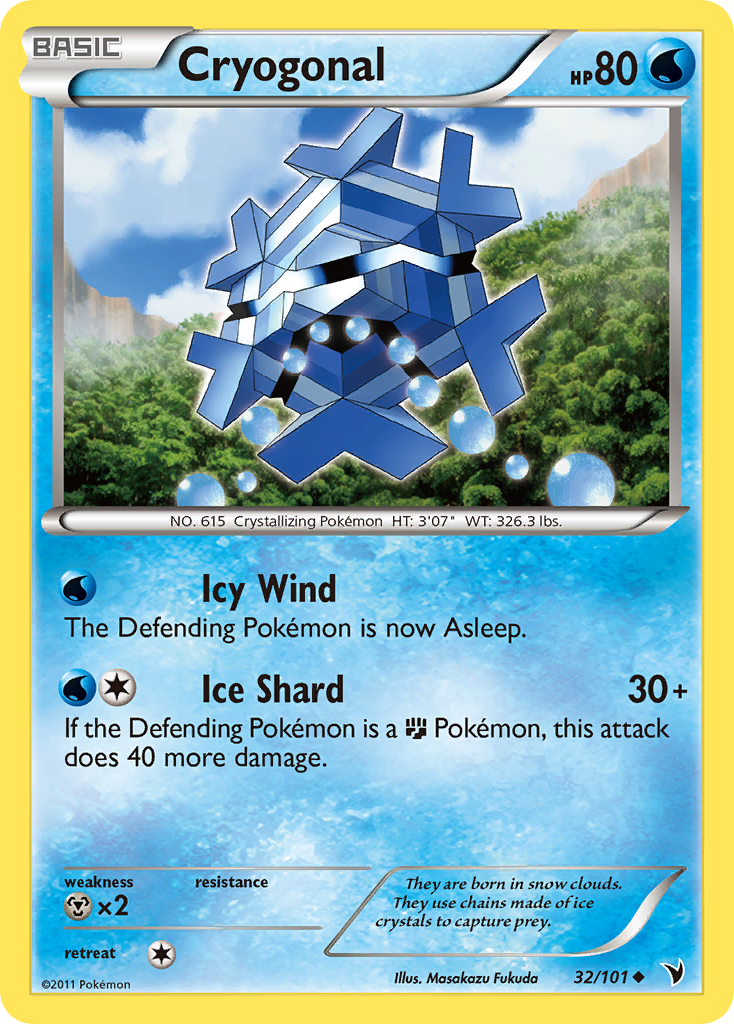 BASIC
Cryogonal
HP80
NO. 615 Crystallizing Pokémon HT: 3'07" WT: 326.3 lbs.
Icy Wind
The Defending Pokémon is now Asleep.
Ice Shard 30+
If the Defending Pokémon is a Pokémon, this attack
does 40 more damage.
weakness resistance
×2
They are born in snow clouds.
They use chains made of ice
crystals to capture prey.
retreat
©2011 Pokémon
Illus. Masakazu Fukuda 32/101